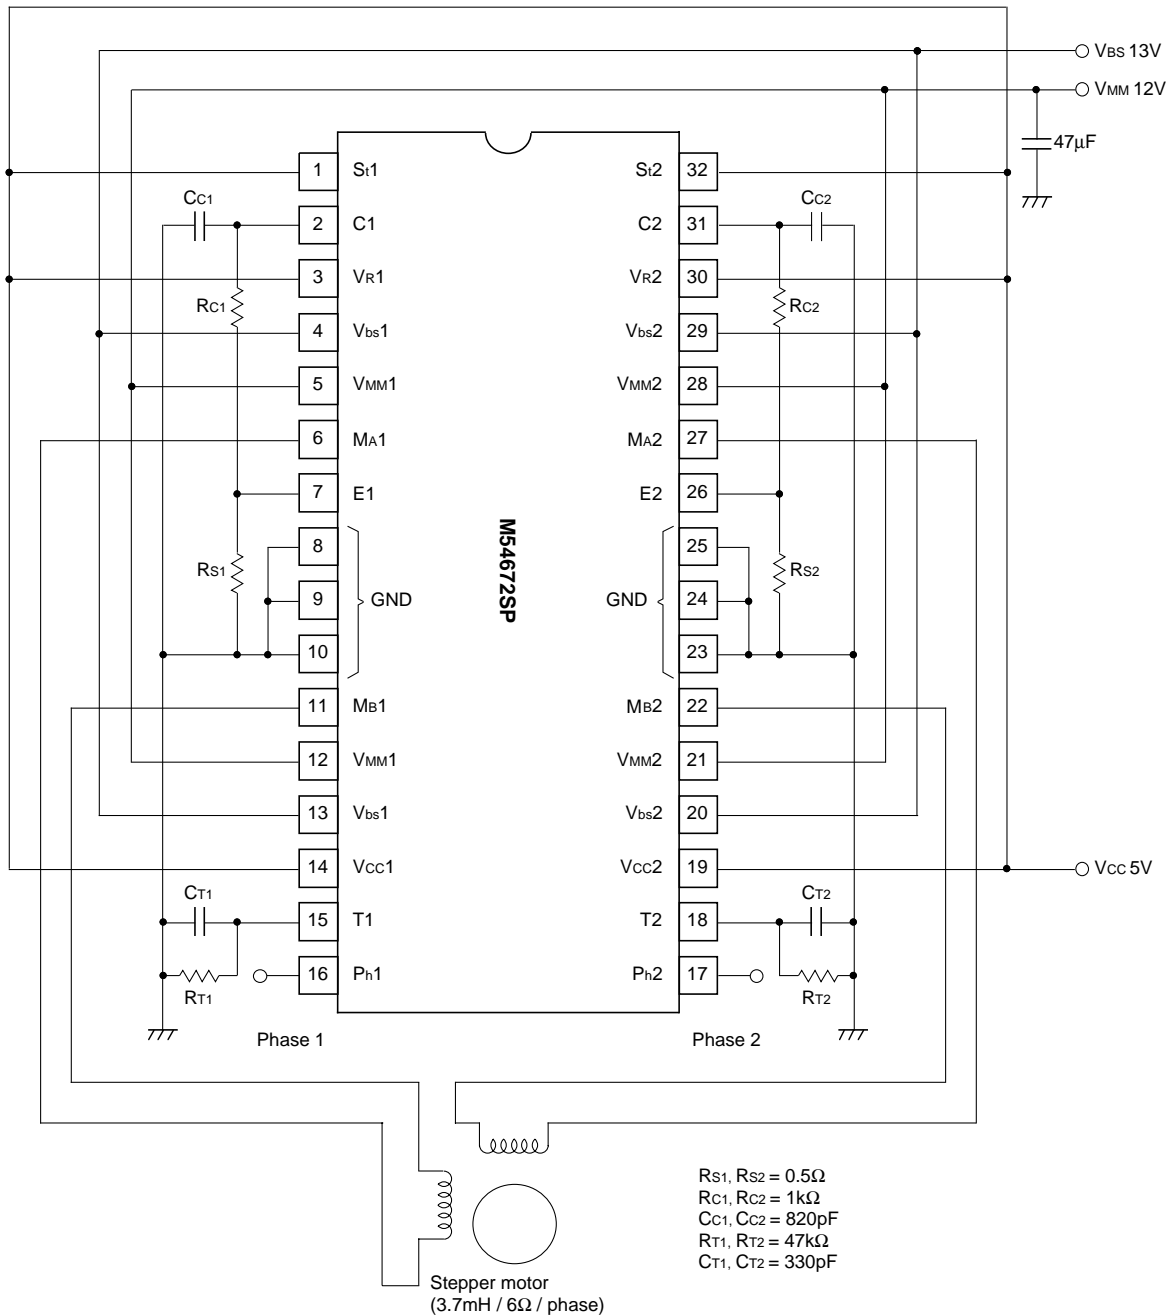 VBS 13V
VMM 12V
47μF
1 St1 St2 32
CC1 CC2
2 C1 C2 31
3 VR1 VR2 30
RC1 RC2
4 Vbs1 Vbs2 29
5 VMM1 VMM2 28
6 MA1 MA2 27
7 E1 E2 26
M54672SP
8 25
RS1 RS2
9 GND GND 24
10 23
11 MB1 MB2 22
12 VMM1 VMM2 21
13 Vbs1 Vbs2 20
14 VCC1 VCC2 19
VCC 5V
CT1 CT2
15 T1 T2 18
16 Ph1 Ph2 17
RT1 RT2
Phase 1 Phase 2
RS1, RS2 = 0.5Ω
RC1, RC2 = 1kΩ
CC1, CC2 = 820pF
RT1, RT2 = 47kΩ
CT1, CT2 = 330pF
Stepper motor
(3.7mH / 6Ω / phase)